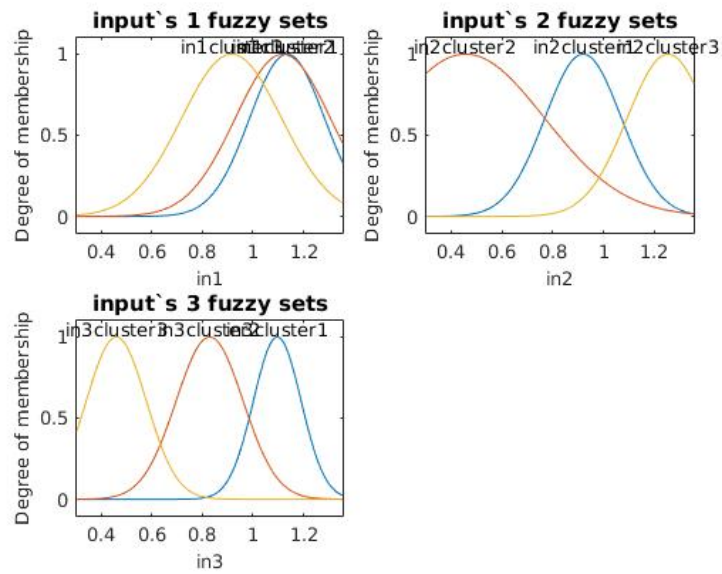 input`s 1 fuzzy sets
in1cluster3
Degree of membership
1
0.5
0
0.4 0.6 0.8 1 1.2
in1
input`s 2 fuzzy sets
in2cluster2 in2cluster1 in2cluster3
Degree of membership
1
0.5
0
0.4 0.6 0.8 1 1.2
in2
input`s 3 fuzzy sets
in3cluster3 in3cluster2 in3cluster1
Degree of membership
1
0.5
0
0.4 0.6 0.8 1 1.2
in3